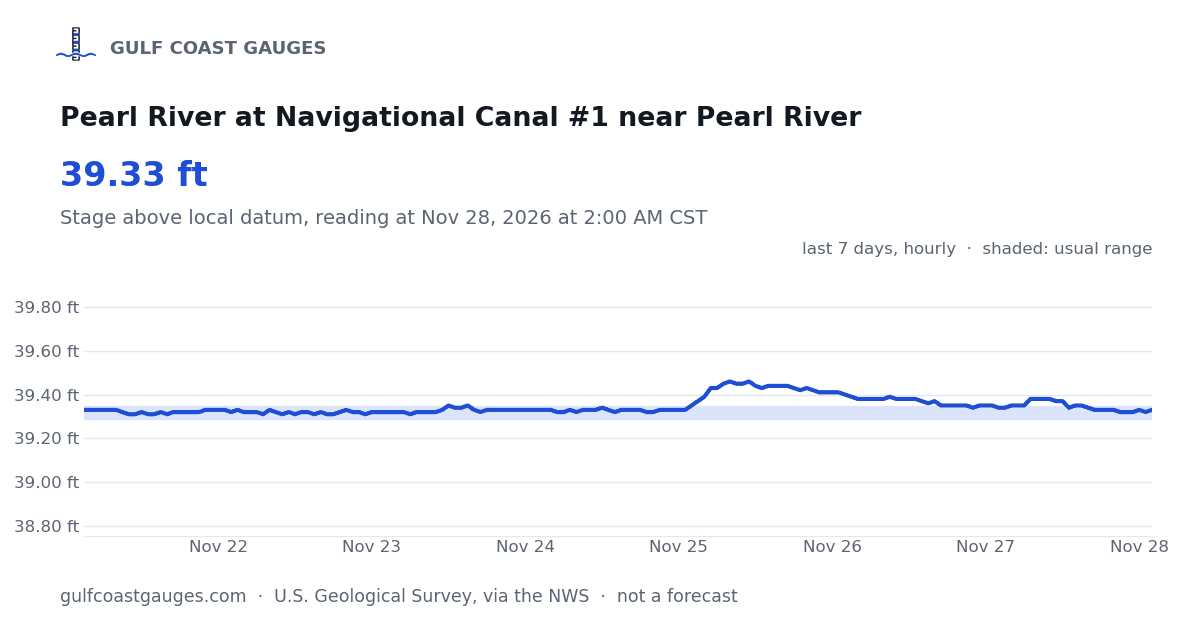 GULF COAST GAUGES
Pearl River at Navigational Canal #1 near Pearl River
39.33 ft
Stage above local datum, reading at Nov 28, 2026 at 2:00 AM CST
last 7 days, hourly · shaded: usual range
39.80 ft
39.60 ft
39.40 ft
39.20 ft
39.00 ft
38.80 ft
Nov 22 Nov 23 Nov 24 Nov 25 Nov 26 Nov 27 Nov 28
gulfcoastgauges.com · U.S. Geological Survey, via the NWS · not a forecast